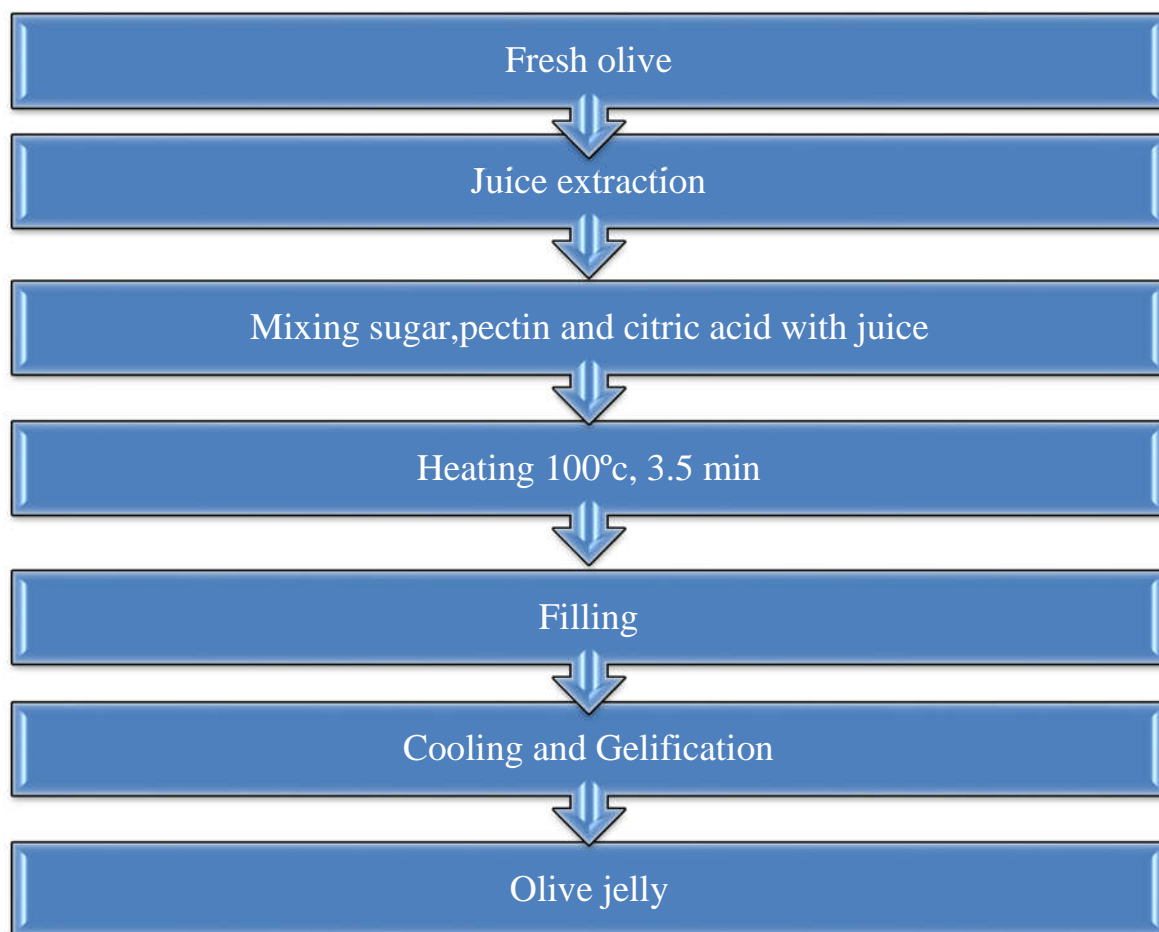 Fresh olive
Juice extraction
Mixing sugar,pectin and citric acid with juice
Heating 100ºc, 3.5 min
Filling
Cooling and Gelification
Olive jelly